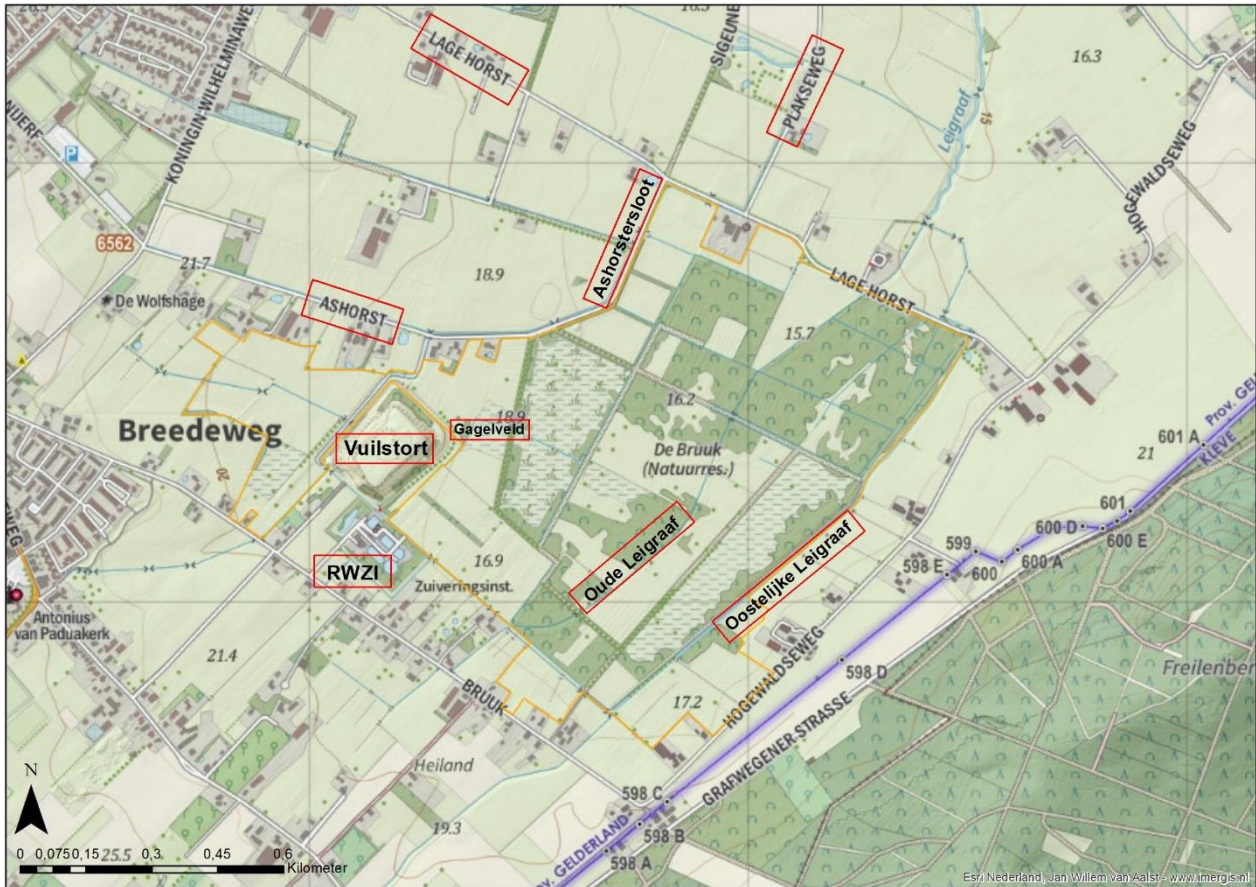 16.3
LAGE HORST
SIGEUNE
PLAKSEWEG
16.3
KONINGIN-WILHELMINAWEG
P
Leigraaf
15
HOGEWALDSEWEG
6562
21.7
18.9
Ashorstersloot
De Wolfshage
ASHORST
LAGE HORST
15.7
16.2
18.9
Breedeweg
Vuilstort
Gagelveld
De Bruuk
(Natuurres.)
Prov. GEL
KLEVE
601 A
21
20
601
600 D
600 E
599
600
600 A
598 E
RWZI
16.9
Zuiveringsinst.
Oude Leigraaf
Oostelijke Leigraaf
Antonius
van Paduakerk
21.4
BRUUK
17.2
HOGEWALDSEWEG
598 D
Freilenber
GRAFWEGENER STRASSE
Heiland
19.3
598 C
598 B
598 A
OV. GELDERLAND
N
0 0,075 0,15 0,3 0,45 0,6
Kilometer
25.5
Esri Nederland, Jan Willem van Aalst - www.imergis.nl